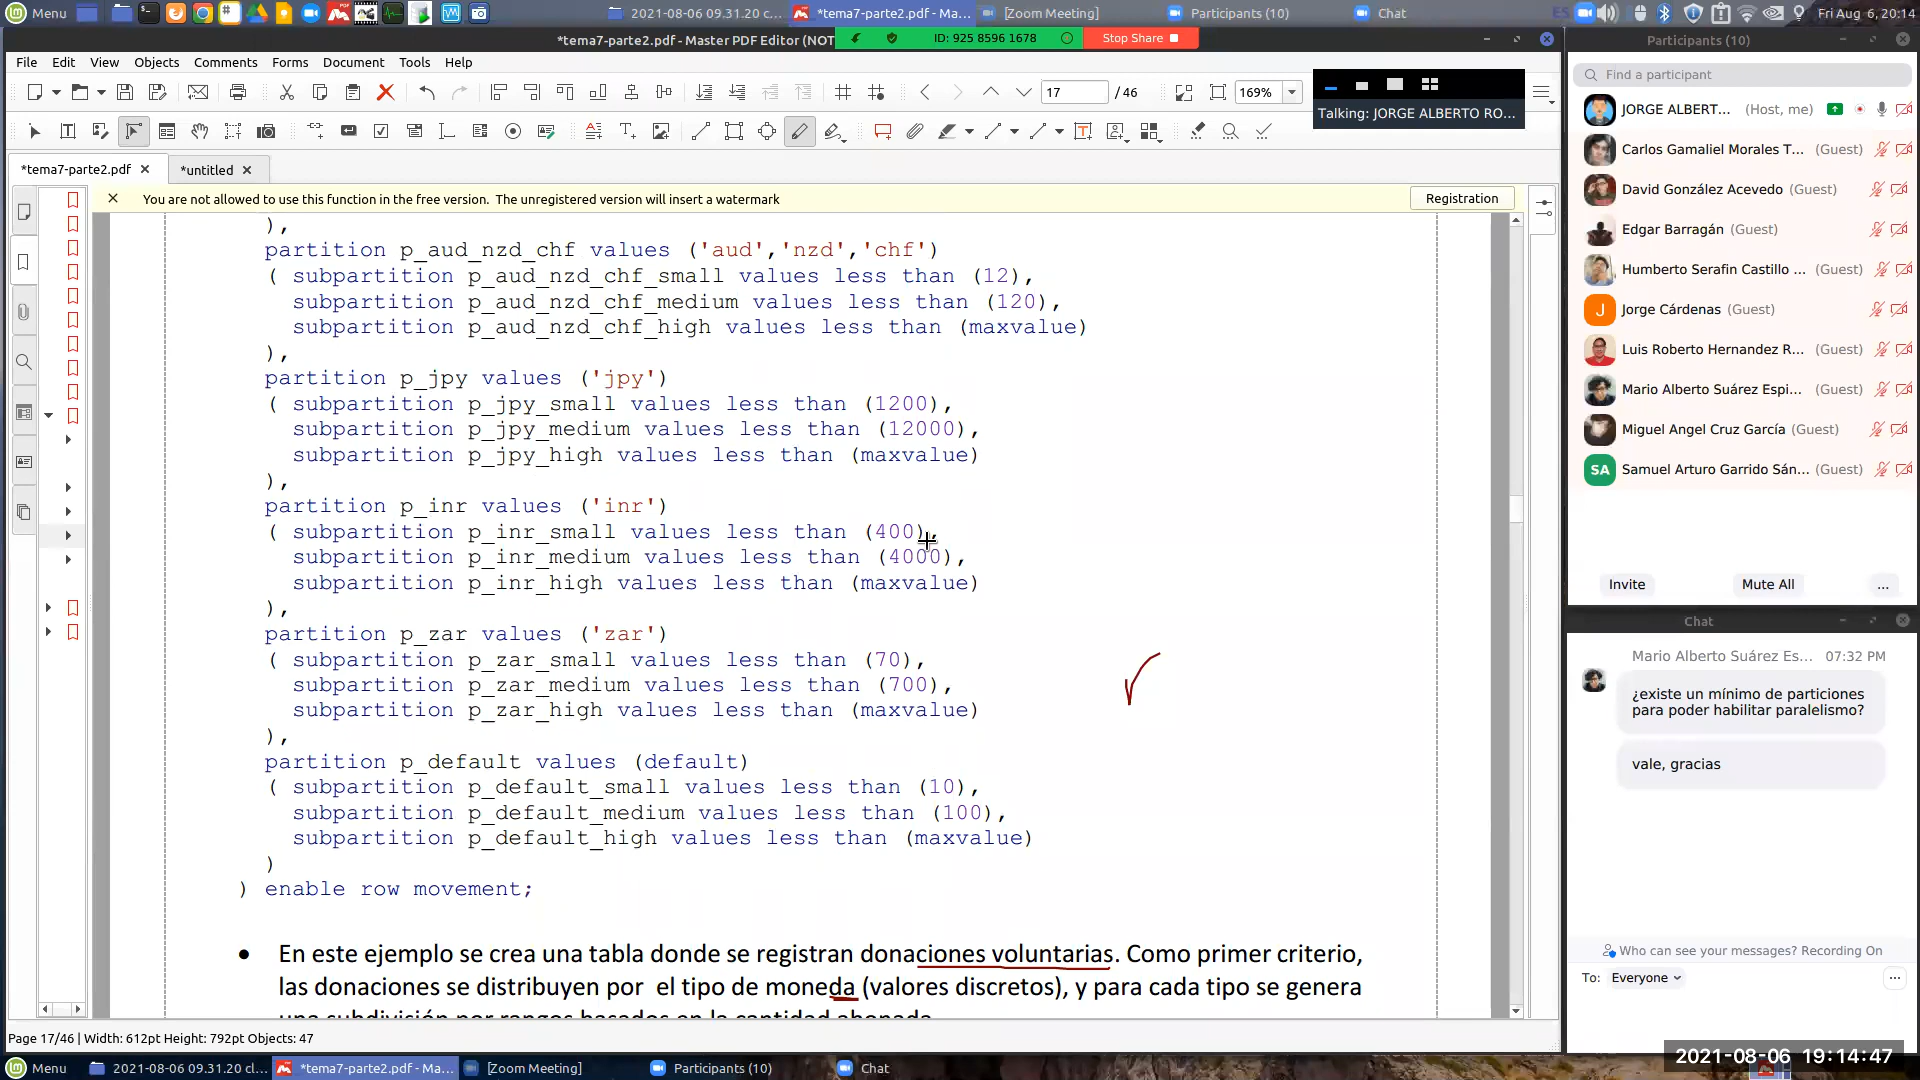 Menu
2021-08-06 09.31.20 c...
*tema7-parte2.pdf - Ma...
[Zoom Meeting]
Participants (10)
Chat
ES
Fri Aug 6, 20:14
*tema7-parte2.pdf - Master PDF Editor (NOT
ID: 925 8596 1678
Stop Share
File Edit View Objects Comments Forms Document Tools Help
17 / 46
169%
Talking: JORGE ALBERTO RO...
*tema7-parte2.pdf
*untitled
You are not allowed to use this function in the free version. The unregistered version will insert a watermark
Registration
),
partition p_aud_nzd_chf values ('aud','nzd','chf')
( subpartition p_aud_nzd_chf_small values less than (12),
subpartition p_aud_nzd_chf_medium values less than (120),
subpartition p_aud_nzd_chf_high values less than (maxvalue)
),
partition p_jpy values ('jpy')
( subpartition p_jpy_small values less than (1200),
subpartition p_jpy_medium values less than (12000),
subpartition p_jpy_high values less than (maxvalue)
),
partition p_inr values ('inr')
( subpartition p_inr_small values less than (400),
subpartition p_inr_medium values less than (4000),
subpartition p_inr_high values less than (maxvalue)
),
partition p_zar values ('zar')
( subpartition p_zar_small values less than (70),
subpartition p_zar_medium values less than (700),
subpartition p_zar_high values less than (maxvalue)
),
partition p_default values (default)
( subpartition p_default_small values less than (10),
subpartition p_default_medium values less than (100),
subpartition p_default_high values less than (maxvalue)
)
) enable row movement;
• En este ejemplo se crea una tabla donde se registran donaciones voluntarias. Como primer criterio,
las donaciones se distribuyen por el tipo de moneda (valores discretos), y para cada tipo se genera
una subdivisión por rangos basados en la cantidad abonada.
Page 17/46 | Width: 612pt Height: 792pt Objects: 47
Participants (10)
Find a participant
JORGE ALBERT... (Host, me)
Carlos Gamaliel Morales T... (Guest)
David González Acevedo (Guest)
Edgar Barragán (Guest)
Humberto Serafin Castillo ... (Guest)
J Jorge Cárdenas (Guest)
Luis Roberto Hernandez R... (Guest)
Mario Alberto Suárez Espi... (Guest)
Miguel Angel Cruz García (Guest)
SA Samuel Arturo Garrido Sán... (Guest)
Invite Mute All ...
Chat
Mario Alberto Suárez Es... 07:32 PM
¿existe un mínimo de particiones
para poder habilitar paralelismo?
vale, gracias
Who can see your messages? Recording On
To: Everyone
Menu
2021-08-06 09.31.20 cl...
*tema7-parte2.pdf - Ma...
[Zoom Meeting]
Participants (10)
Chat
2021-08-06 19:14:47